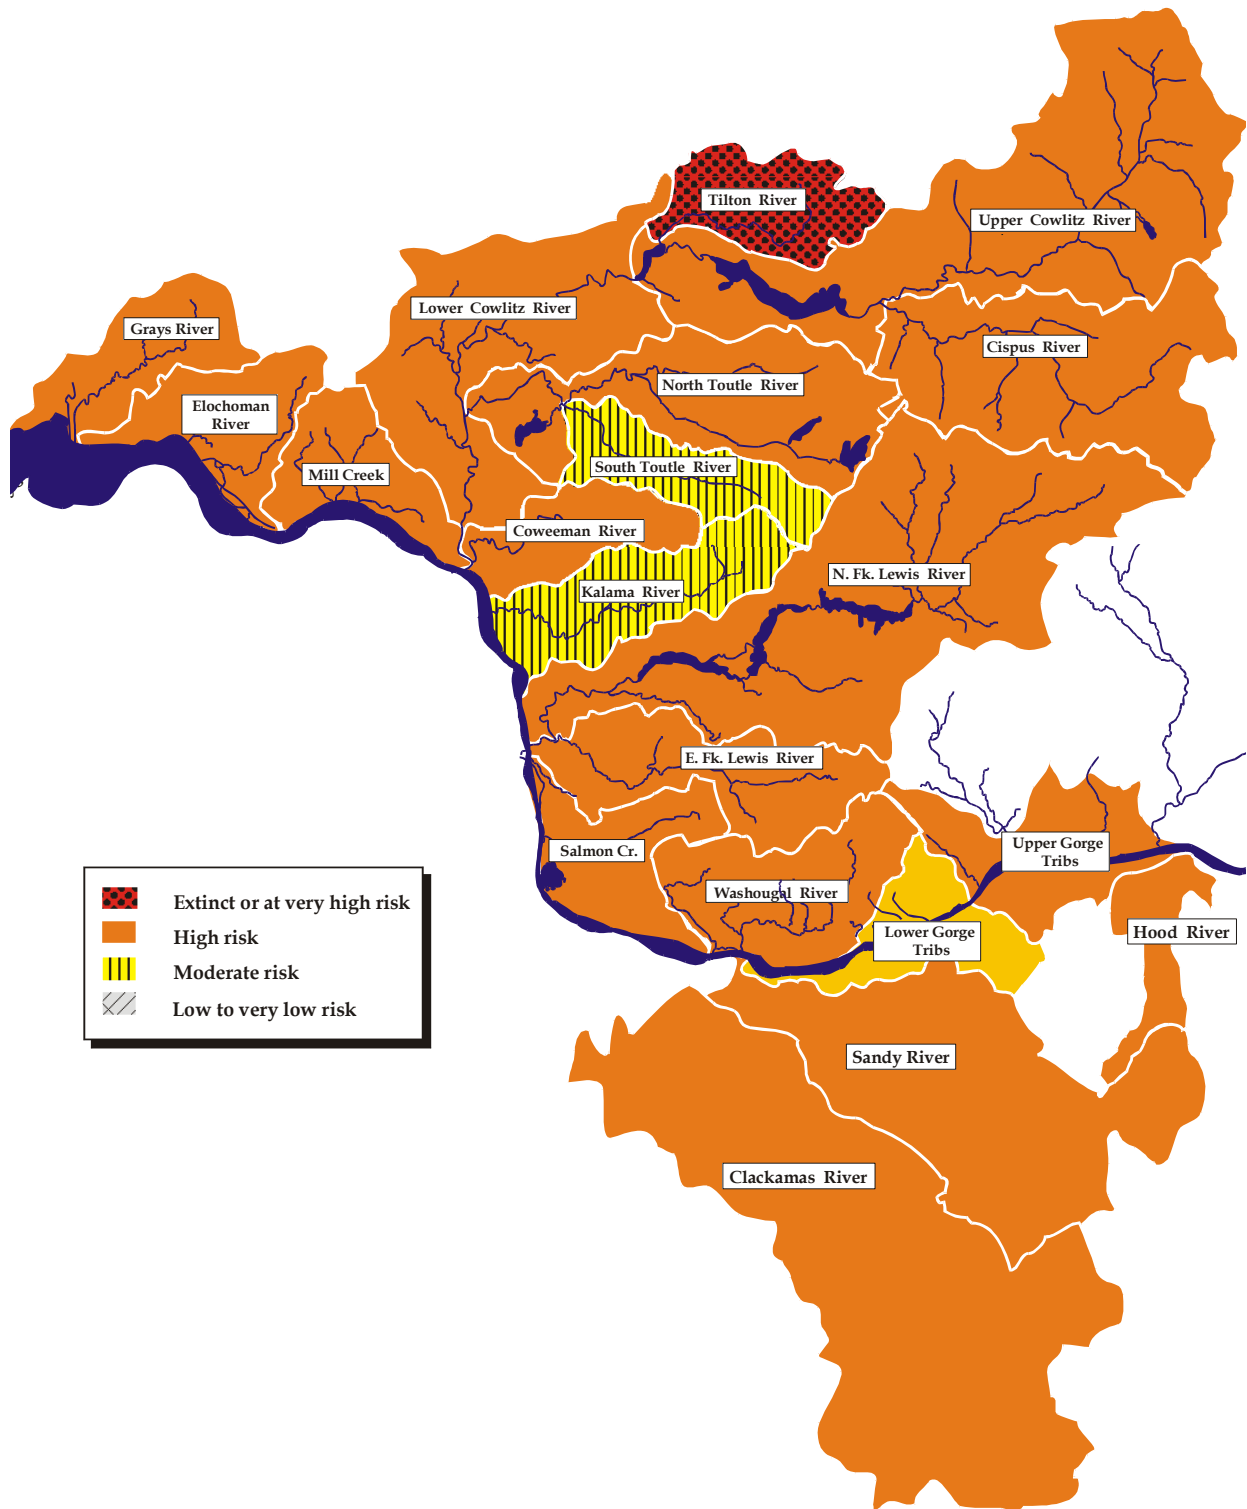 Tilton River
Upper Cowlitz River
Lower Cowlitz River
Grays River
Cispus River
North Toutle River
Elochoman
River
South Toutle River
Mill Creek
Coweeman River
N. Fk. Lewis River
Kalama River
E. Fk. Lewis River
Salmon Cr.
Upper Gorge
Tribs
Washougal River
Lower Gorge
Tribs
Hood River
Extinct or at very high risk
High risk
Moderate risk
Low to very low risk
Sandy River
Clackamas River